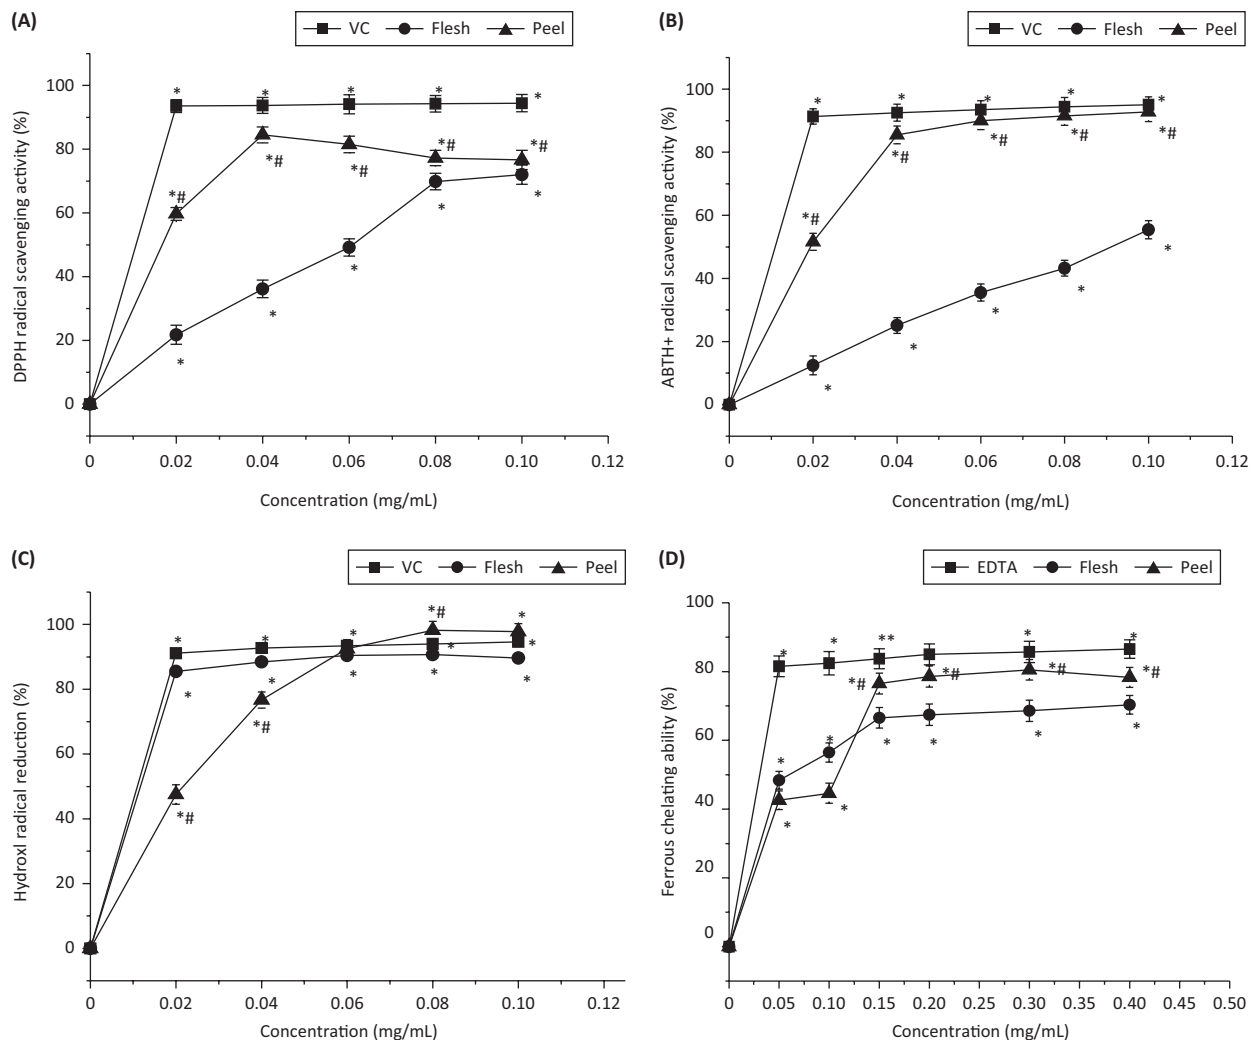 (A)
VC Flesh Peel
DPPH radical scavenging activity (%)
100
80
60
40
20
0
* * * * *
*# *# *# *# *#
* * * * *
0 0.02 0.04 0.06 0.08 0.10 0.12
Concentration (mg/mL)
(B)
VC Flesh Peel
ABTH+ radical scavenging activity (%)
100
80
60
40
20
0
* * * * *
*# *# *# *# *#
* * * * *
0 0.02 0.04 0.06 0.08 0.10 0.12
Concentration (mg/mL)
(C)
VC Flesh Peel
Hydroxl radical reduction (%)
100
80
60
40
20
0
* * * *# *
* *
* * * * *
*# *#
0 0.02 0.04 0.06 0.08 0.10 0.12
Concentration (mg/mL)
(D)
EDTA Flesh Peel
Ferrous chelating ability (%)
100
80
60
40
20
0
* * ** * *
*# *# *# *#
* * * * * *
* *
0 0.05 0.10 0.15 0.20 0.30 0.40 0.50
Concentration (mg/mL)